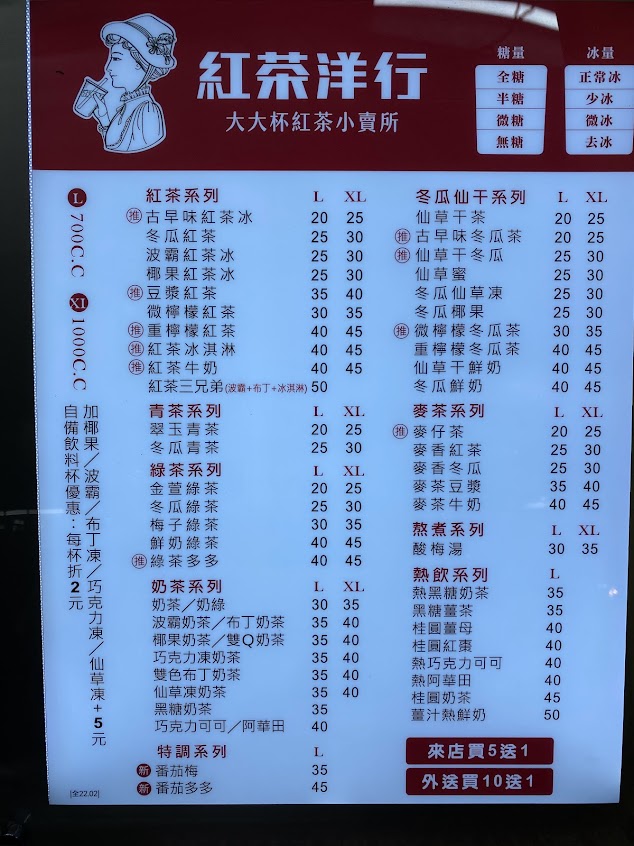 紅茶洋行
大大杯紅茶小賣所
糖量
全糖
半糖
微糖
無糖
冰量
正常冰
少冰
微冰
去冰
L 700C.C
XL 1000C.C
加椰果／波霸／布丁凍／巧克力凍／仙草凍+5元
自備飲料杯優惠：每杯折2元
紅茶系列 L XL
推 古早味紅茶冰 20 25
冬瓜紅茶 25 30
波霸紅茶冰 25 30
椰果紅茶冰 25 30
推 豆漿紅茶 35 40
微檸檬紅茶 30 35
推 重檸檬紅茶 40 45
推 紅茶冰淇淋 40 45
推 紅茶牛奶 40 45
紅茶三兄弟(波霸+布丁+冰淇淋) 50
青茶系列 L XL
翠玉青茶 20 25
冬瓜青茶 25 30
綠茶系列 L XL
金萱綠茶 20 25
冬瓜綠茶 25 30
梅子綠茶 30 35
鮮奶綠茶 40 45
推 綠茶多多 40 45
奶茶系列 L XL
奶茶／奶綠 30 35
波霸奶茶／布丁奶茶 35 40
椰果奶茶／雙Q奶茶 35 40
巧克力凍奶茶 35 40
雙色布丁奶茶 35 40
仙草凍奶茶 35 40
黑糖奶茶 35
巧克力可可／阿華田 40
特調系列 L
新 番茄梅 35
新 番茄多多 45
[全22.02]
冬瓜仙干系列 L XL
仙草干茶 20 25
推 古早味冬瓜茶 20 25
推 仙草干冬瓜 25 30
仙草蜜 25 30
冬瓜仙草凍 25 30
冬瓜椰果 25 30
推 微檸檬冬瓜茶 30 35
重檸檬冬瓜茶 40 45
仙草干鮮奶 40 45
冬瓜鮮奶 40 45
麥茶系列 L XL
推 麥仔茶 20 25
麥香紅茶 25 30
麥香冬瓜 25 30
麥茶豆漿 35 40
麥茶牛奶 40 45
熬煮系列 L XL
酸梅湯 30 35
熱飲系列 L
熱黑糖奶茶 35
黑糖薑茶 35
桂圓薑母 40
桂圓紅棗 40
熱巧克力可可 40
熱阿華田 40
桂圓奶茶 45
薑汁熱鮮奶 50
來店買5送1
外送買10送1